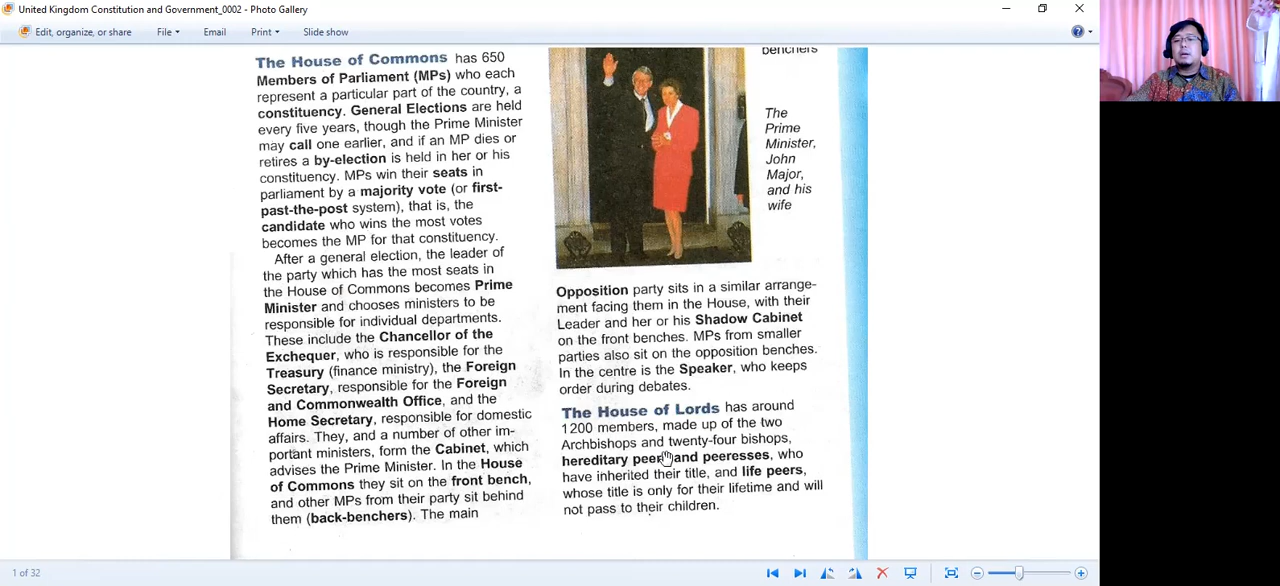 United Kingdom Constitution and Government_0002 - Photo Gallery
Edit, organize, or share
File
Email
Print
Slide show
The House of Commons has 650
Members of Parliament (MPs) who each
represent a particular part of the country, a
constituency. General Elections are held
every five years, though the Prime Minister
may call one earlier, and if an MP dies or
retires a by-election is held in her or his
constituency. MPs win their seats in
parliament by a majority vote (or first-
past-the-post system), that is, the
candidate who wins the most votes
becomes the MP for that constituency.
After a general election, the leader of
the party which has the most seats in
the House of Commons becomes Prime
Minister and chooses ministers to be
responsible for individual departments.
These include the Chancellor of the
Exchequer, who is responsible for the
Treasury (finance ministry), the Foreign
Secretary, responsible for the Foreign
and Commonwealth Office, and the
Home Secretary, responsible for domestic
affairs. They, and a number of other im-
portant ministers, form the Cabinet, which
advises the Prime Minister. In the House
of Commons they sit on the front bench,
and other MPs from their party sit behind
them (back-benchers). The main
benchers
The
Prime
Minister,
John
Major,
and his
wife
Opposition party sits in a similar arrange-
ment facing them in the House, with their
Leader and her or his Shadow Cabinet
on the front benches. MPs from smaller
parties also sit on the opposition benches.
In the centre is the Speaker, who keeps
order during debates.
The House of Lords has around
1200 members, made up of the two
Archbishops and twenty-four bishops,
hereditary peers and peeresses, who
have inherited their title, and life peers,
whose title is only for their lifetime and will
not pass to their children.
1 of 32